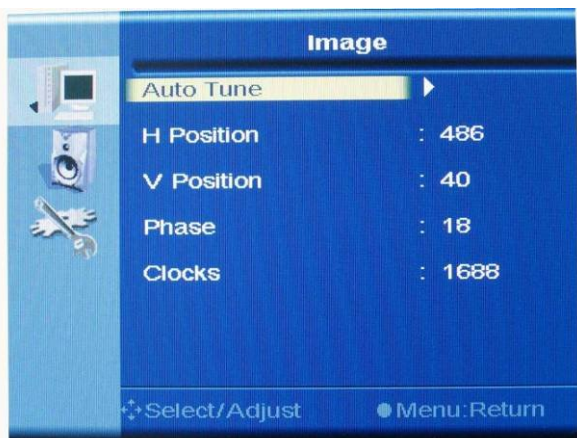 Image
Auto Tune
H Position : 486
V Position : 40
Phase : 18
Clocks : 1688
Select/Adjust Menu:Return